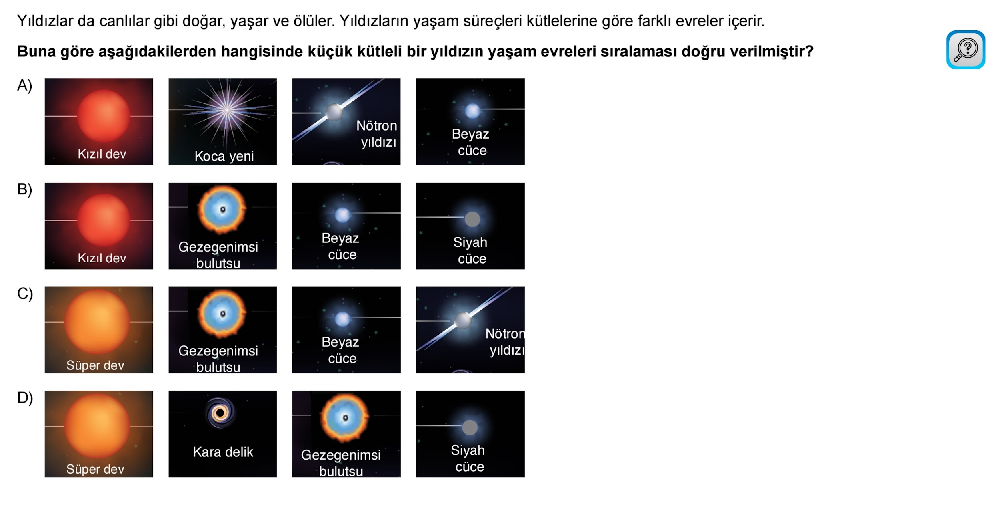 Yıldızlar da canlılar gibi doğar, yaşar ve ölüler. Yıldızların yaşam süreçleri kütlelerine göre farklı evreler içerir.
Buna göre aşağıdakilerden hangisinde küçük kütleli bir yıldızın yaşam evreleri sıralaması doğru verilmiştir?
?
A)
Kızıl dev
Koca yeni
Nötron
yıldızı
Beyaz
cüce
B)
Kızıl dev
Gezegenimsi
bulutsu
Beyaz
cüce
Siyah
cüce
C)
Süper dev
Gezegenimsi
bulutsu
Beyaz
cüce
Nötron
yıldızı
D)
Süper dev
Kara delik
Gezegenimsi
bulutsu
Siyah
cüce